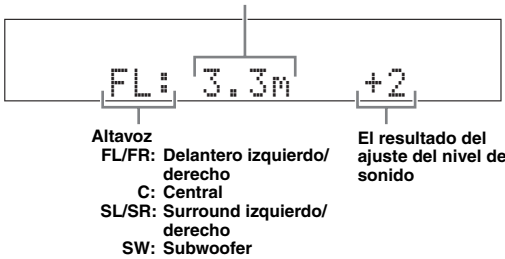 FL: 3.3m +2
Altavoz
FL/FR: Delantero izquierdo/
derecho
C: Central
SL/SR: Surround izquierdo/
derecho
SW: Subwoofer
El resultado del
ajuste del nivel de
sonido